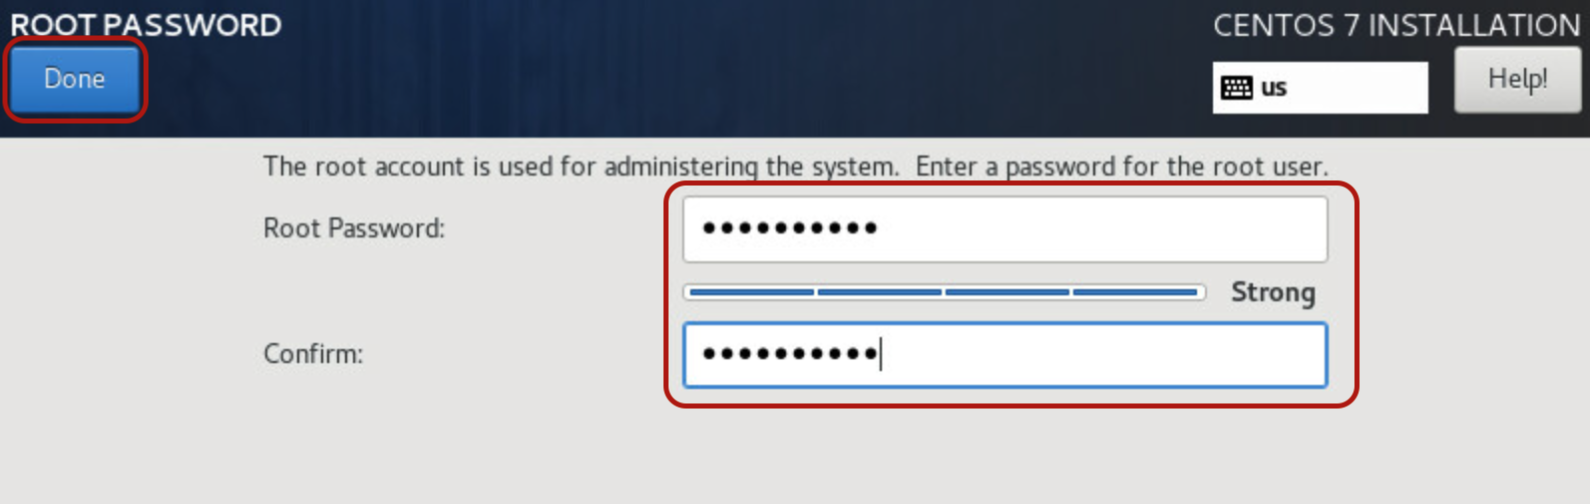 ROOT PASSWORD
CENTOS 7 INSTALLATION
Done
us
Help!
The root account is used for administering the system.  Enter a password for the root user.
Root Password:
●●●●●●●●●●
Strong
Confirm:
●●●●●●●●●●